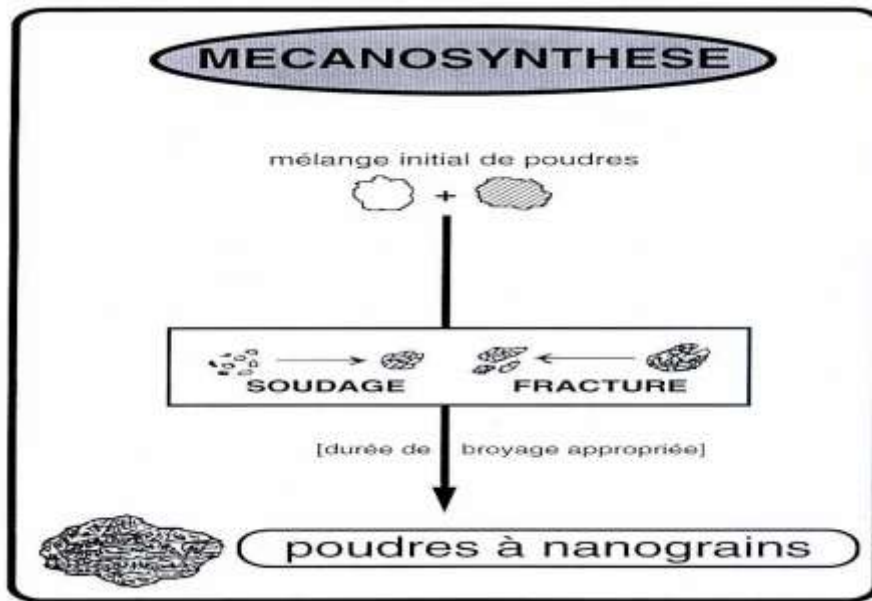 MECANOSYNTHESE
mélange initial de poudres
+
SOUDAGE FRACTURE
[durée de broyage appropriée]
poudres à nanograins